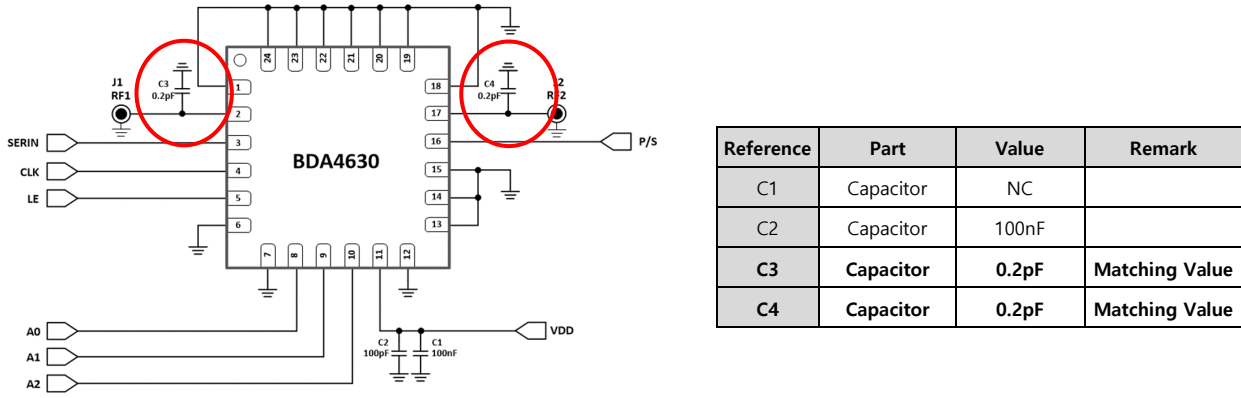 24 23 22 21 20 19
J1
RF1
C3
0.2pF
1
18
C4
0.2pF
J2
RF2
2
17
SERIN
3
16
P/S
BDA4630
CLK
4
15
LE
5
14
6
13
7 8 9 10 11 12
A0
VDD
C2
100pF
C1
100nF
A1
A2
Reference Part Value Remark
C1 Capacitor NC
C2 Capacitor 100nF
C3 Capacitor 0.2pF Matching Value
C4 Capacitor 0.2pF Matching Value